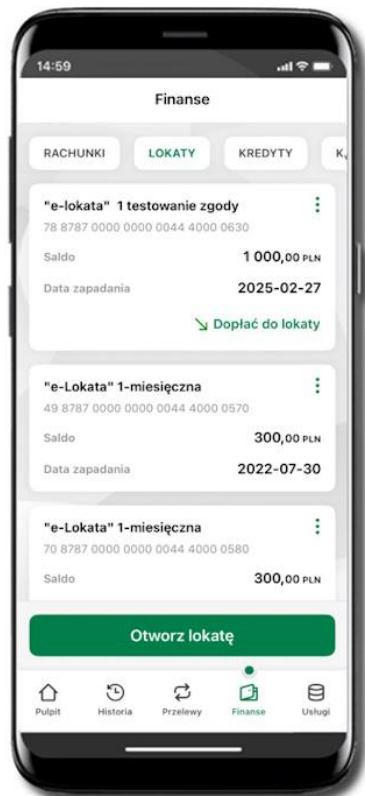 14:59
Finanse
RACHUNKI LOKATY KREDYTY K
"e-lokata" 1 testowanie zgody
78 8787 0000 0000 0044 4000 0630
Saldo 1 000,00 PLN
Data zapadania 2025-02-27
Dopłać do lokaty
"e-Lokata" 1-miesięczna
49 8787 0000 0000 0044 4000 0570
Saldo 300,00 PLN
Data zapadania 2022-07-30
"e-Lokata" 1-miesięczna
70 8787 0000 0000 0044 4000 0580
Saldo 300,00 PLN
Otworz lokatę
Pulpit Historia Przelewy Finanse Usługi